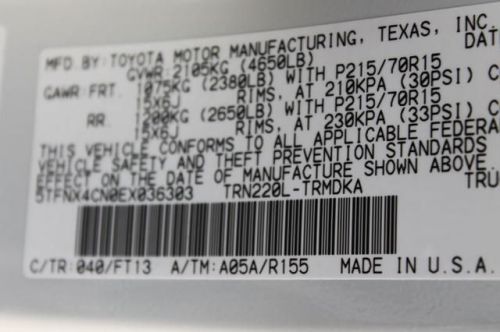 MFD BY: TOYOTA MOTOR MANUFACTURING, TEXAS, INC.
DATE
GVWR 2105KG (4650LB)
GAWR: FRT. 1075KG (2380LB) WITH P215/70R15
15X6J RIMS, AT 210KPA (30PSI) C
RR. 1200KG (2650LB) WITH P215/70R15
15X6J RIMS, AT 230KPA (33PSI) C
THIS VEHICLE CONFORMS TO ALL APPLICABLE FEDERA
VEHICLE SAFETY AND THEFT PREVENTION STANDARDS
EFFECT ON THE DATE OF MANUFACTURE SHOWN ABOVE
5TFNX4CN0EX036303 TRN220L-TRMDKA TRU
C/TR: 040/FT13 A/TM: A05A/R155 MADE IN U.S.A.